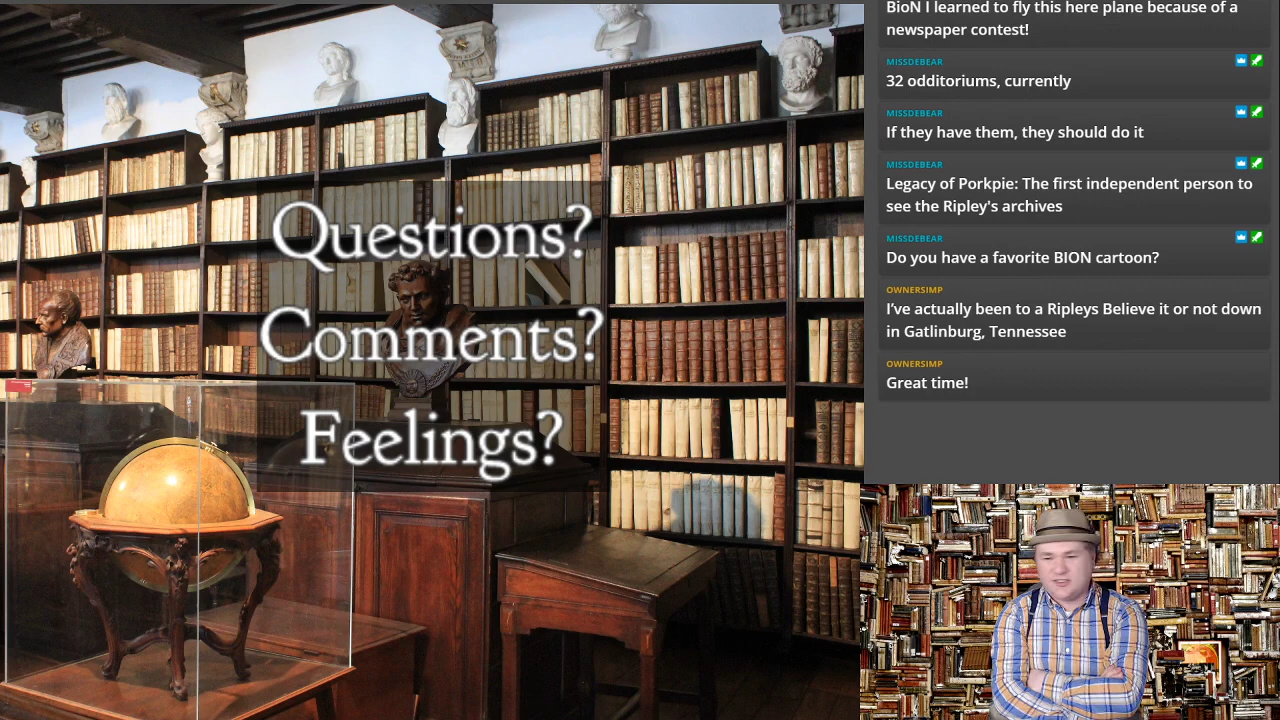 Questions?
Comments?
Feelings?
BioN I learned to fly this here plane because of a
newspaper contest!
MISSDEBEAR
32 odditoriums, currently
MISSDEBEAR
If they have them, they should do it
MISSDEBEAR
Legacy of Porkpie: The first independent person to
see the Ripley's archives
MISSDEBEAR
Do you have a favorite BION cartoon?
OWNERSIMP
I've actually been to a Ripleys Believe it or not down
in Gatlinburg, Tennessee
OWNERSIMP
Great time!